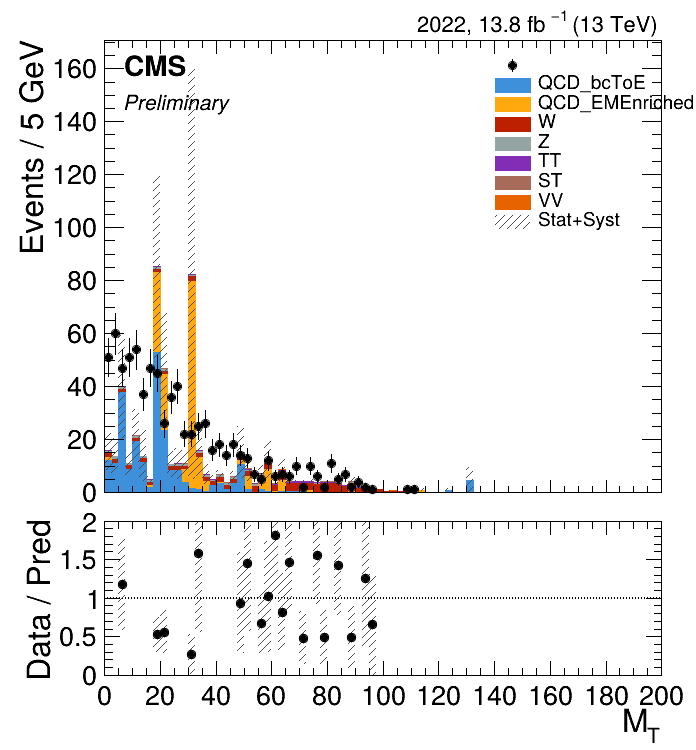 2022, 13.8 fb⁻¹ (13 TeV)
CMS
Preliminary
Events / 5 GeV
160
140
120
100
80
60
40
20
0
QCD_bcToE
QCD_EMEnriched
W
Z
TT
ST
VV
Stat+Syst
Data / Pred
2
1.5
1
0.5
0
0 20 40 60 80 100 120 140 160 180 200
M_T